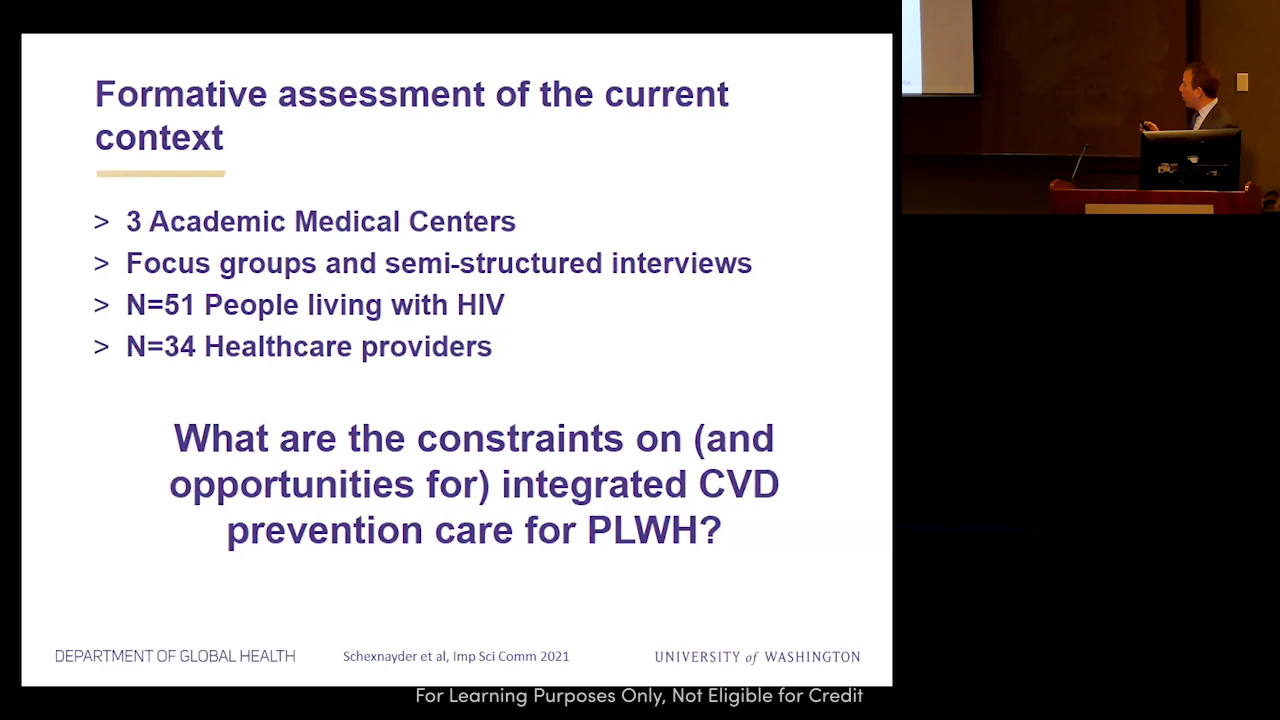 Formative assessment of the current
context
> 3 Academic Medical Centers
> Focus groups and semi-structured interviews
> N=51 People living with HIV
> N=34 Healthcare providers
What are the constraints on (and
opportunities for) integrated CVD
prevention care for PLWH?
DEPARTMENT OF GLOBAL HEALTH
Schexnayder et al, Imp Sci Comm 2021
UNIVERSITY of WASHINGTON
For Learning Purposes Only, Not Eligible for Credit